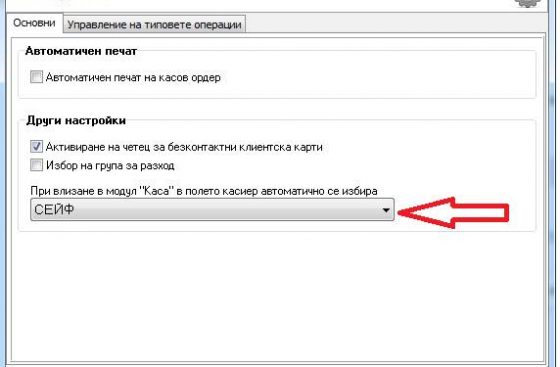 Основни
Управление на типовете операции
Автоматичен печат
Автоматичен печат на касов ордер
Други настройки
Активиране на четец за безконтактни клиентска карти
Избор на група за разход
При влизане в модул "Каса" в полето касиер автоматично се избира
СЕЙФ